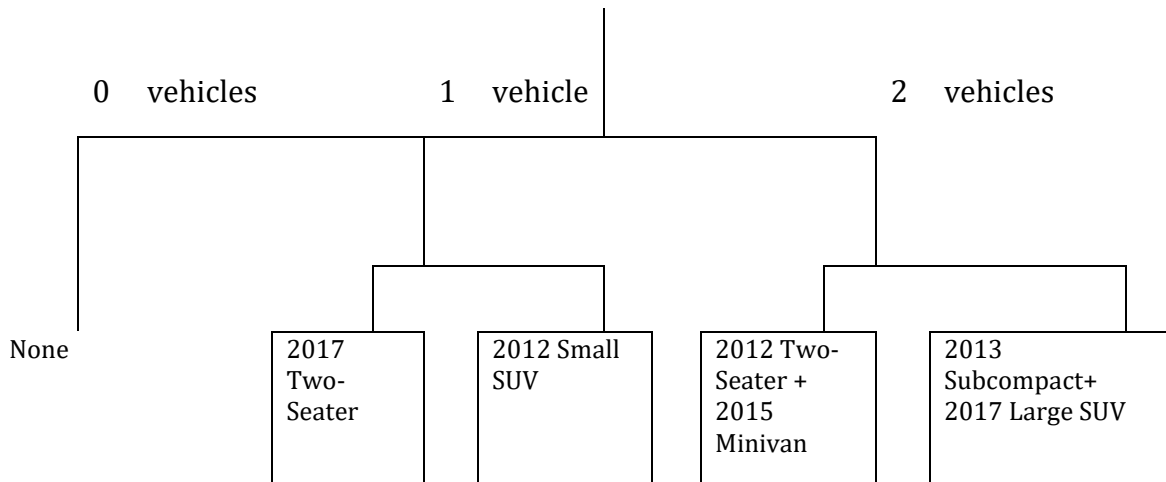 0 vehicles
1 vehicle
2 vehicles
None
2017
Two-
Seater
2012 Small
SUV
2012 Two-
Seater +
2015
Minivan
2013
Subcompact+
2017 Large SUV